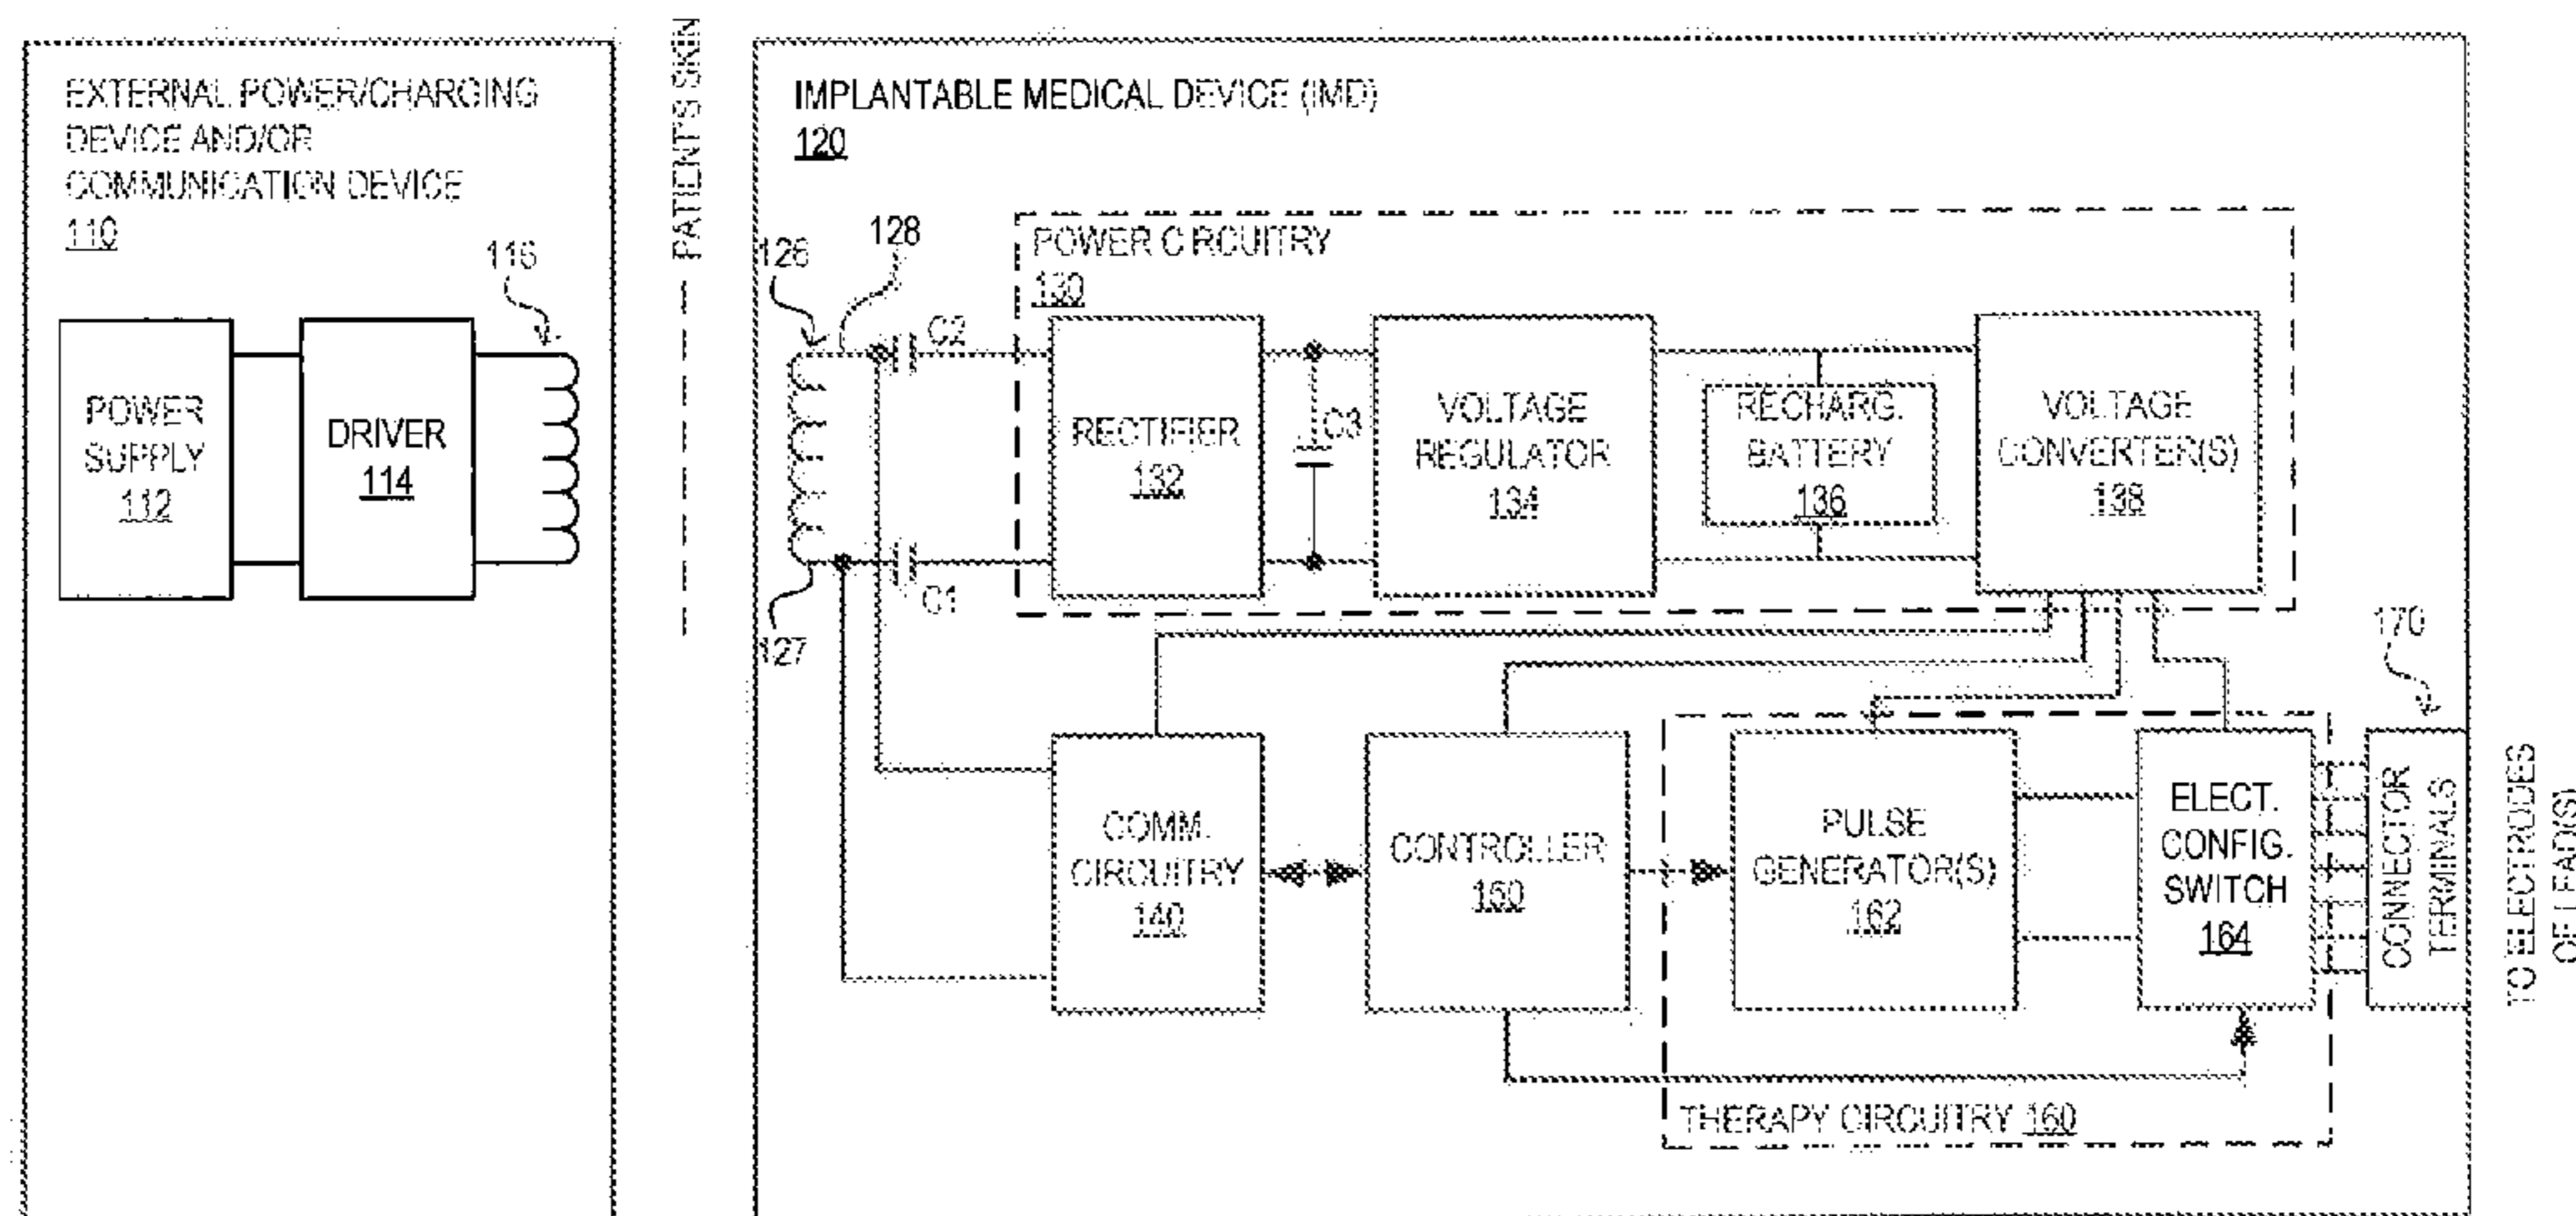 EXTERNAL POWER/CHARGING
DEVICE AND/OR
COMMUNICATION DEVICE
110
116
POWER
SUPPLY
112
DRIVER
114
PATIENT'S SKIN
IMPLANTABLE MEDICAL DEVICE (IMD)
120
126
128
C2
C1
127
POWER CIRCUITRY
130
RECTIFIER
132
C3
VOLTAGE
REGULATOR
134
RECHARG.
BATTERY
136
VOLTAGE
CONVERTER(S)
138
170
COMM.
CIRCUITRY
140
CONTROLLER
PULSE
GENERATOR(S)
162
ELECT.
CONFIG.
SWITCH
164
CONNECTOR
TERMINALS
TO ELECTRODES
OF LEAD(S)
THERAPY CIRCUITRY 160